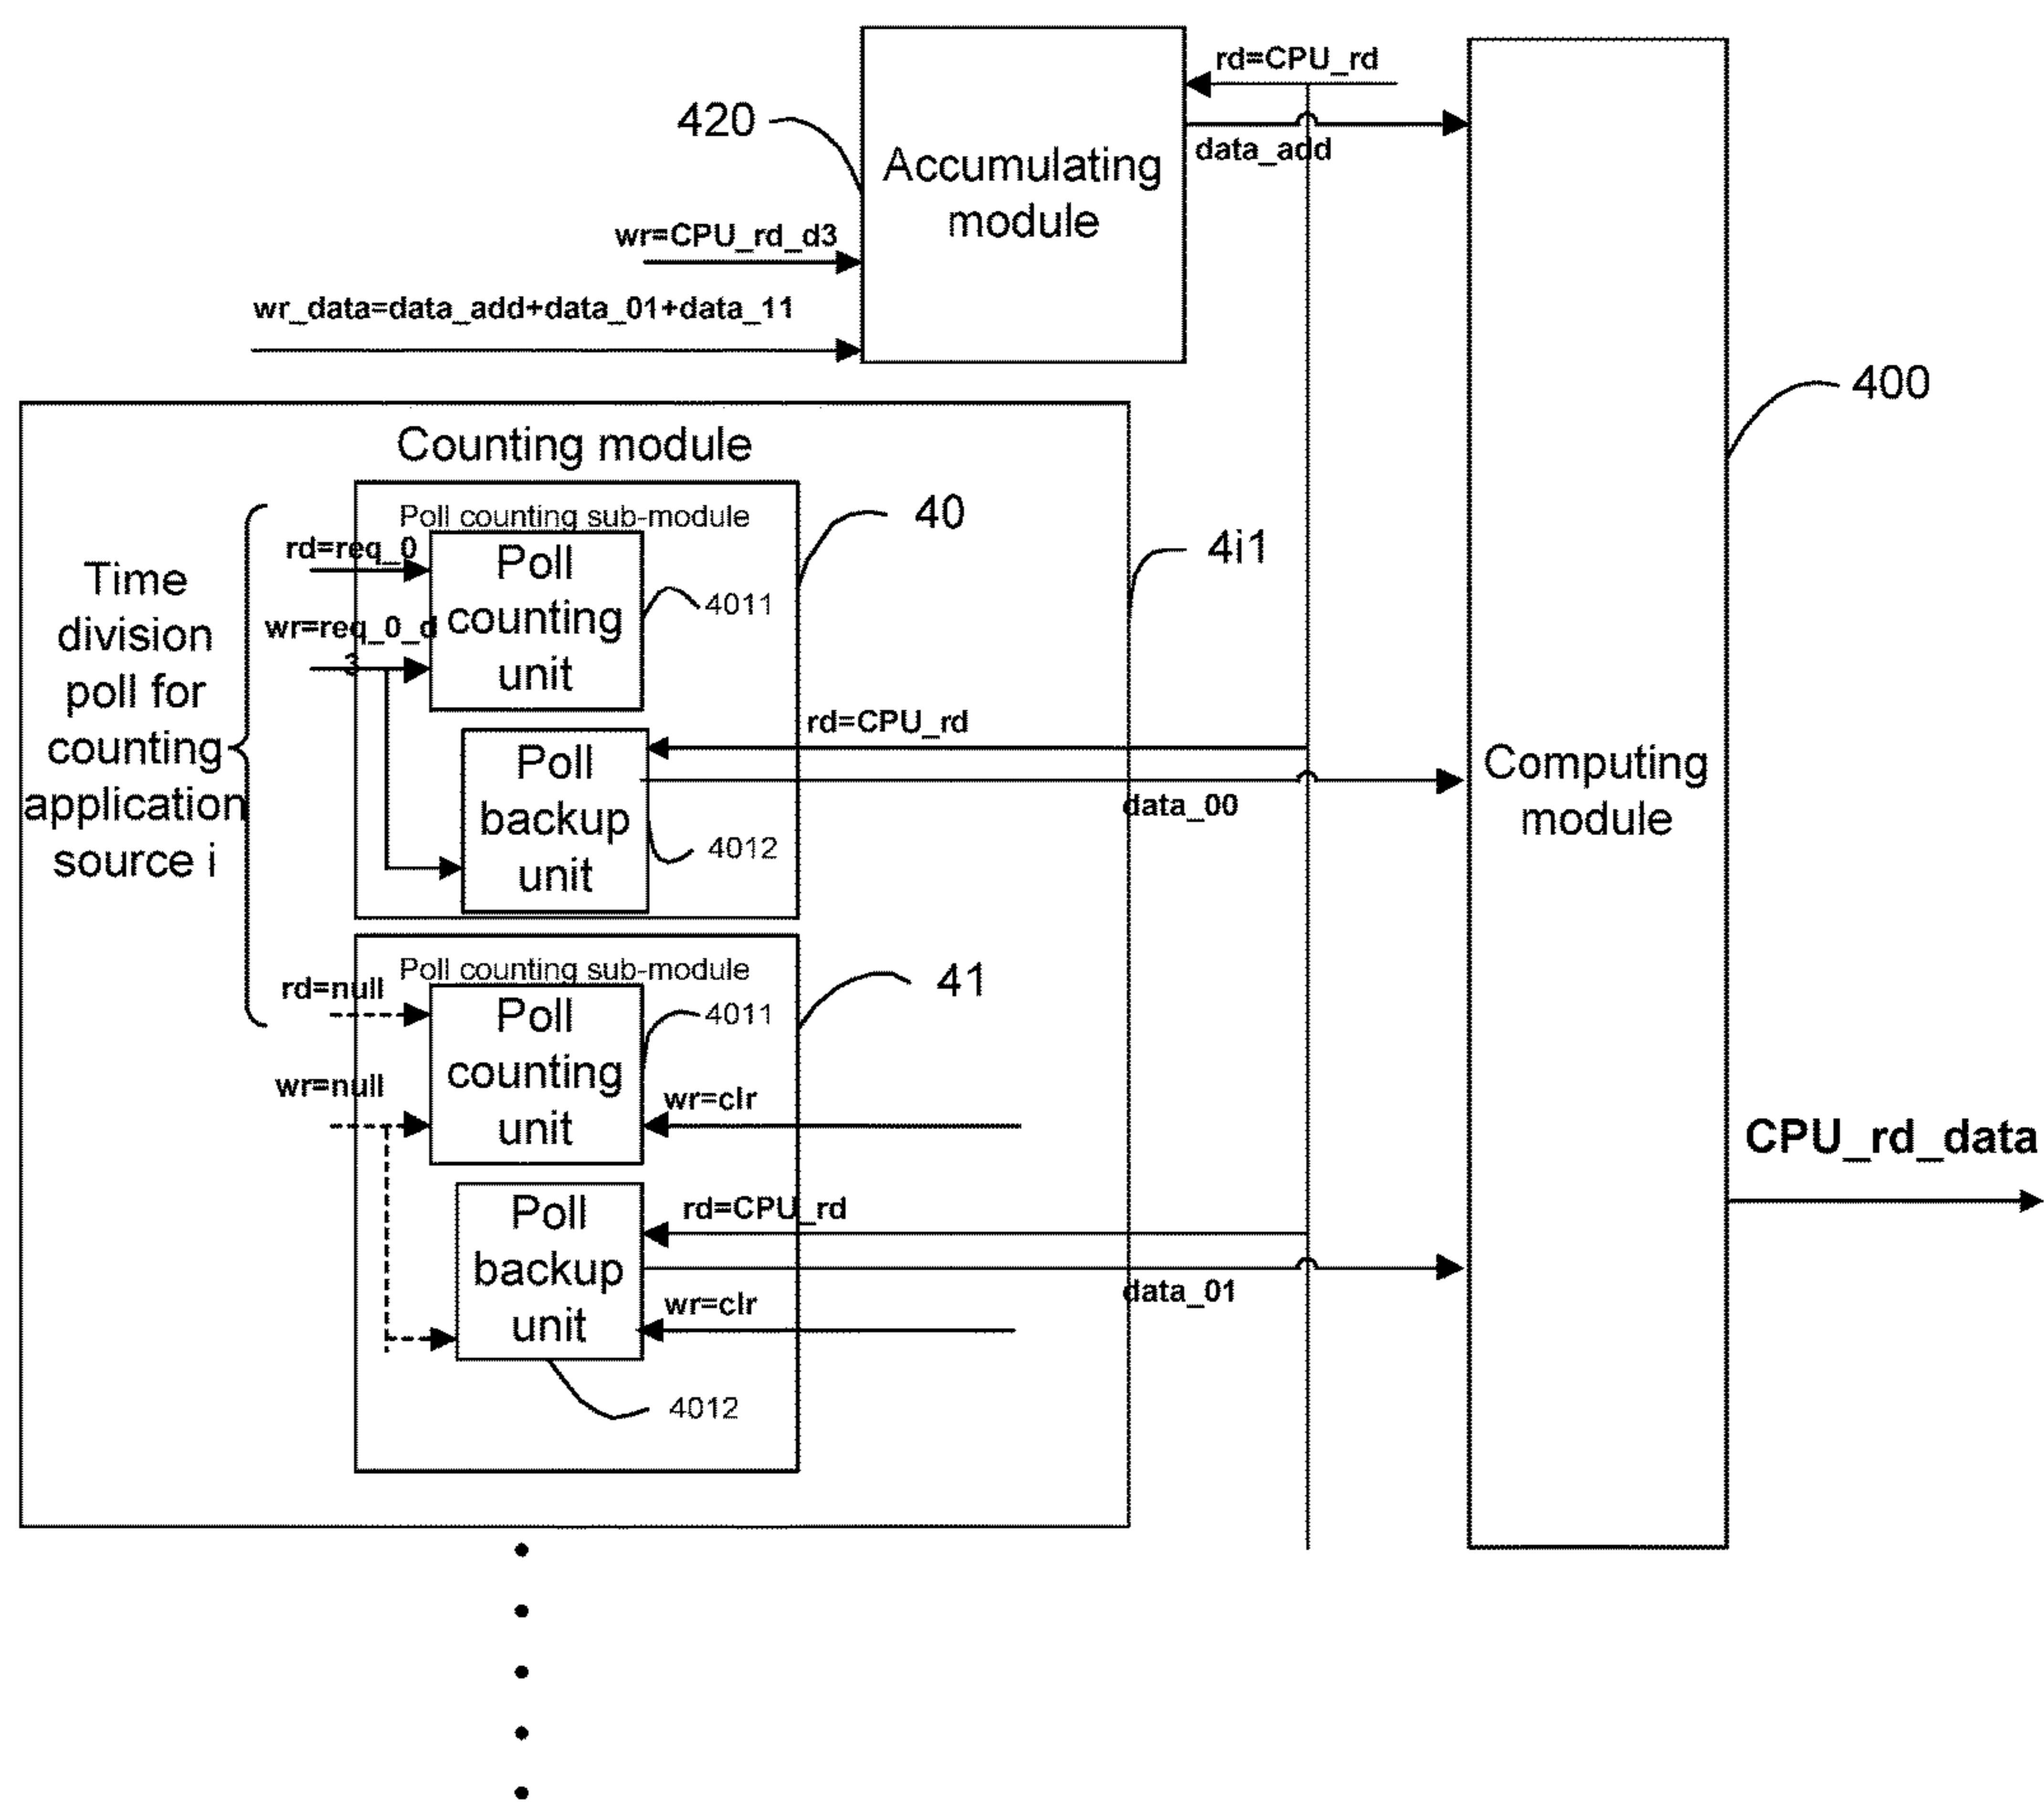 rd=CPU_rd
420
data_add
Accumulating
module
wr=CPU_rd_d3
wr_data=data_add+data_01+data_11
400
Counting module
Poll counting sub-module
40
rd=req_0
Poll
counting
unit
4011
4i1
Time
division
poll for
counting
application
source i
wr=req_0_d
3
rd=CPU_rd
Poll
backup
unit
4012
data_00
Computing
module
Poll counting sub-module
41
rd=null
Poll
counting
unit
4011
wr=null
wr=clr
CPU_rd_data
rd=CPU_rd
Poll
backup
unit
data_01
wr=clr
4012